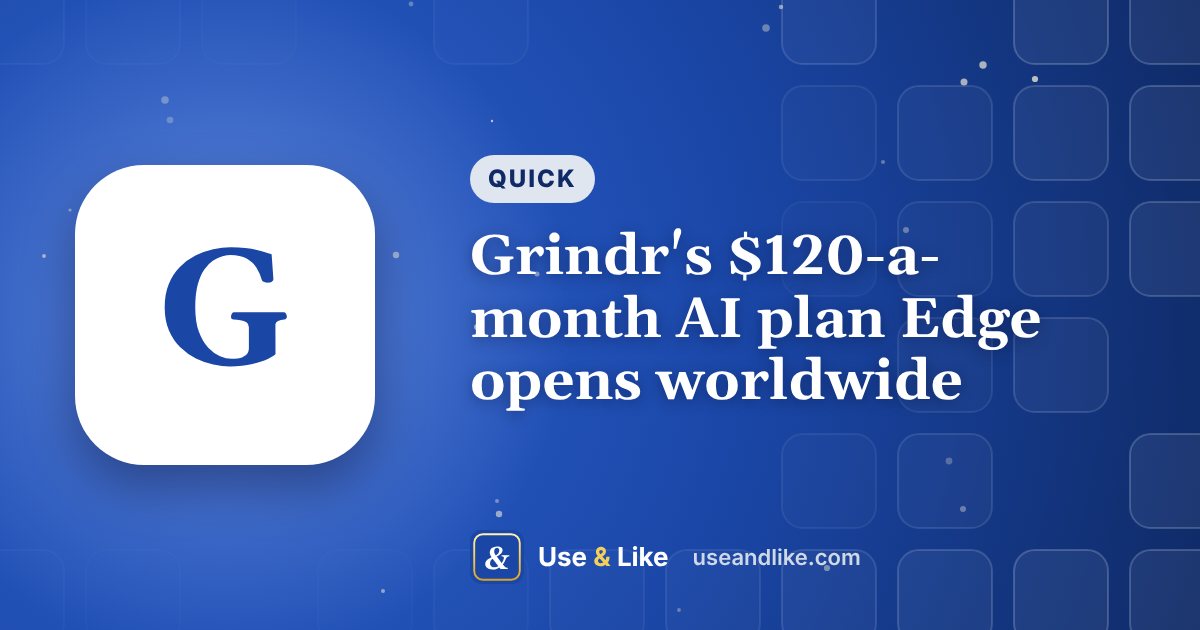 G
QUICK
Grindr's $120-a-
month AI plan Edge
opens worldwide
& Use & Like useandlike.com